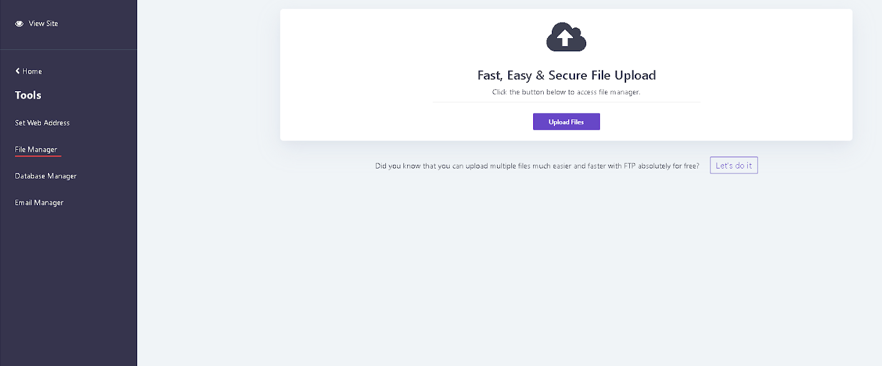 View Site
Home
Tools
Set Web Address
File Manager
Database Manager
Email Manager
Fast, Easy & Secure File Upload
Click the button below to access file manager.
Upload Files
Did you know that you can upload multiple files much easier and faster with FTP absolutely for free?
Let's do it